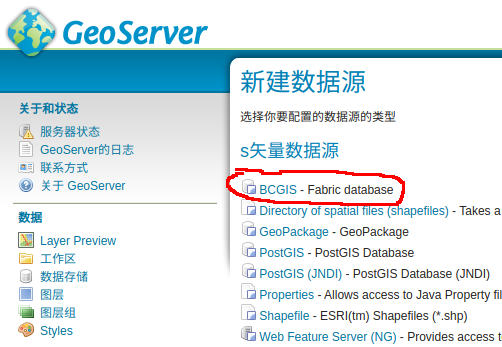 GeoServer
关于和状态
服务器状态
GeoServer的日志
联系方式
关于 GeoServer
数据
Layer Preview
工作区
数据存储
图层
图层组
Styles
新建数据源
选择你要配置的数据源的类型
s矢量数据源
BCGIS - Fabric database
Directory of spatial files (shapefiles) - Takes a
GeoPackage - GeoPackage
PostGIS - PostGIS Database
PostGIS (JNDI) - PostGIS Database (JNDI)
Properties - Allows access to Java Property fil
Shapefile - ESRI(tm) Shapefiles (*.shp)
Web Feature Server (NG) - Provides access to